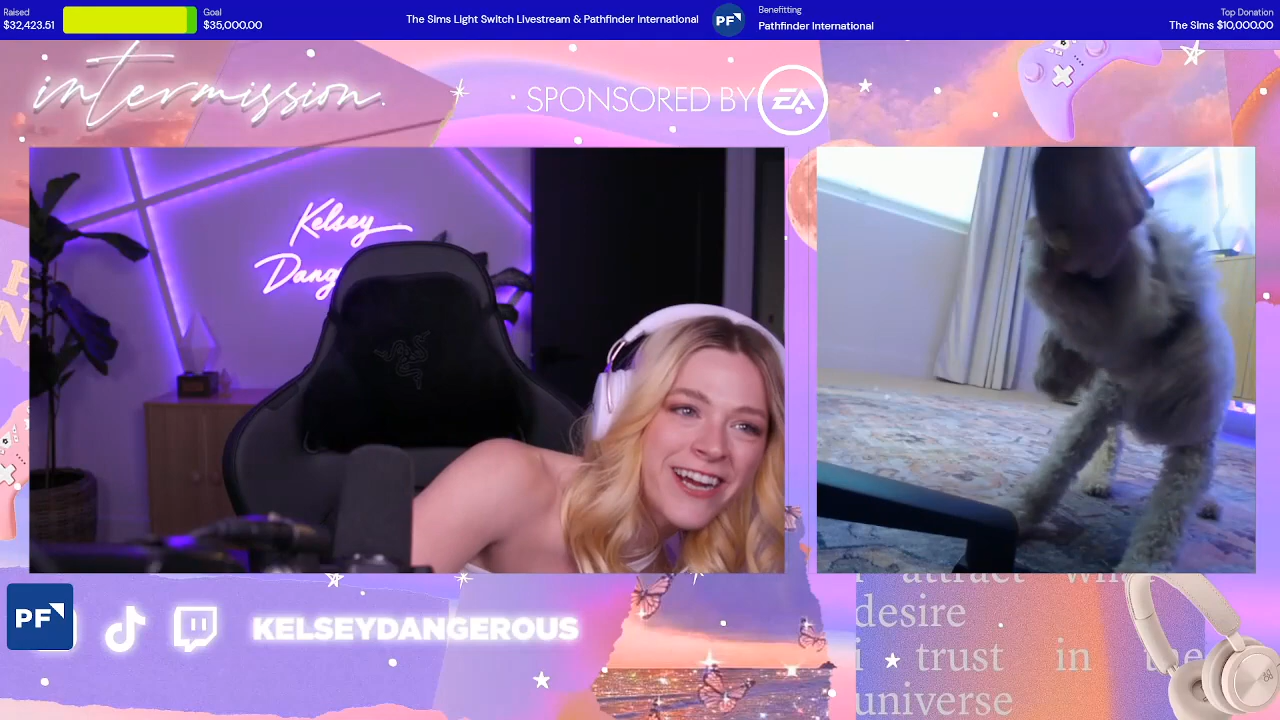 Raised
$32,423.51
Goal
$35,000.00
The Sims Light Switch Livestream & Pathfinder International
PF
Benefitting
Pathfinder International
Top Donation
The Sims $10,000.00
intermission
SPONSORED BY EA
Kelsey
Dang
PF
KELSEYDANGEROUS
desire
i trust in the
universe